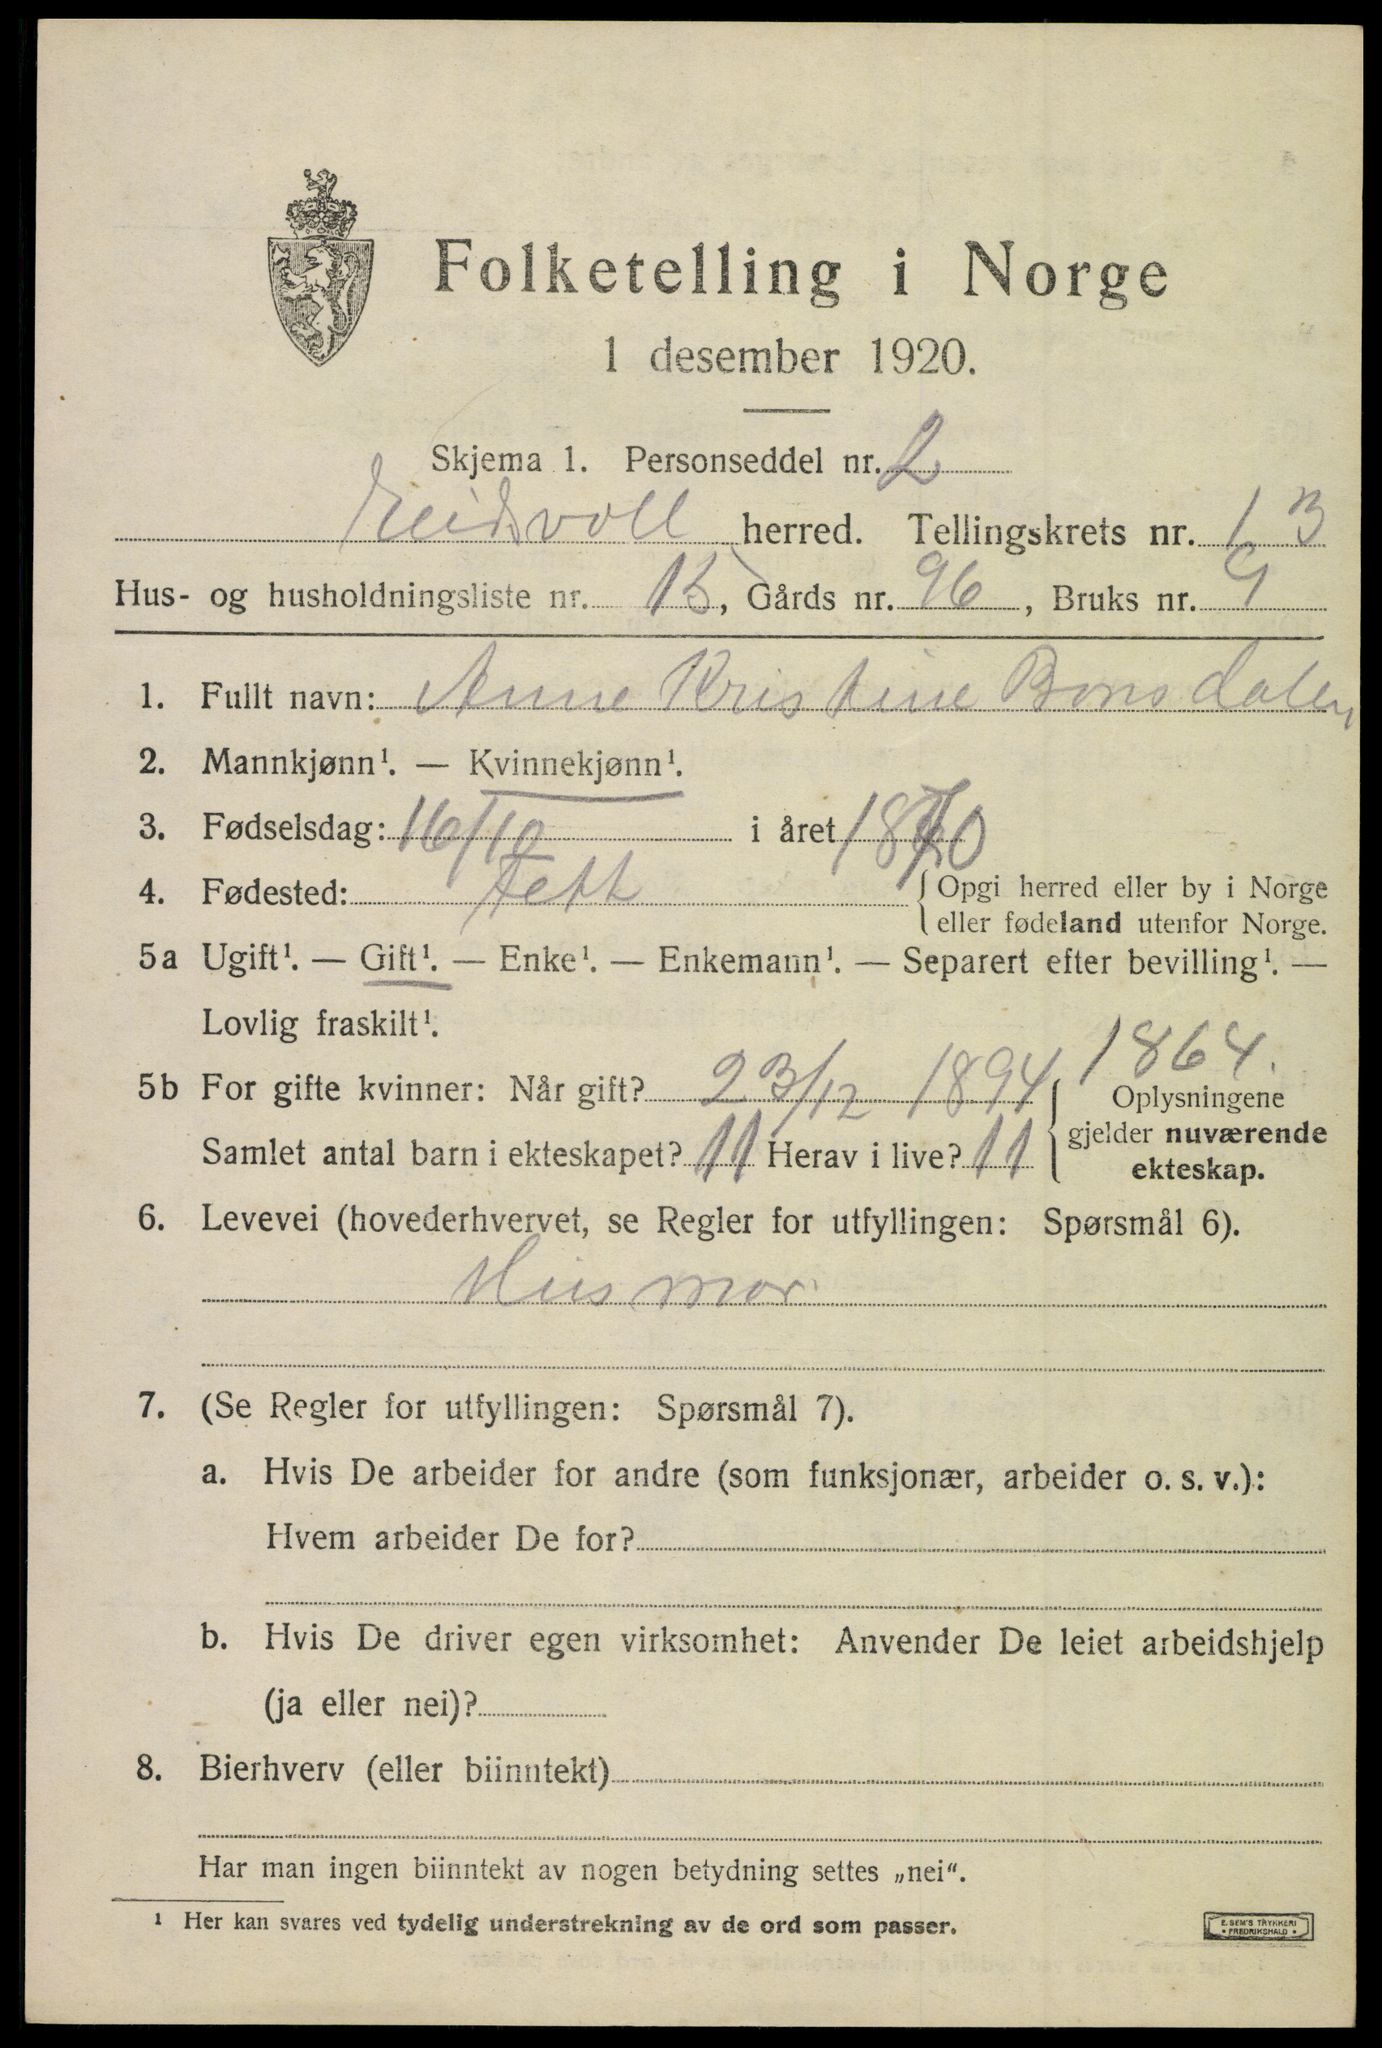 Folketelling i Norge
1 desember 1920.
Skjema 1. Personseddel nr. 2
Eeidsvoll herred. Tellingskrets nr. 13
Hus- og husholdningsliste nr. 15, Gårds nr. 96, Bruks nr. 9
1. Fullt navn: Anne Kristine Bonsdalen
2. Mannkjønn¹. — Kvinnekjønn¹.
3. Fødselsdag: 16/10 i året 1870
4. Fødested: Fett {Opgi herred eller by i Norge
eller fødeland utenfor Norge.
5a Ugift¹. — Gift¹. — Enke¹. — Enkemann¹. — Separert efter bevilling¹. —
Lovlig fraskilt¹.
1864.
5b For gifte kvinner: Når gift? 23/12 1894 { Oplysningene
Samlet antal barn i ekteskapet? 11 Herav i live? 11 gjelder nuværende
ekteskap.
6. Levevei (hovederhvervet, se Regler for utfyllingen: Spørsmål 6).
Husmor
7. (Se Regler for utfyllingen: Spørsmål 7).
a. Hvis De arbeider for andre (som funksjonær, arbeider o. s. v.):
Hvem arbeider De for?
b. Hvis De driver egen virksomhet: Anvender De leiet arbeidshjelp
(ja eller nei)?
8. Bierhverv (eller biinntekt)
Har man ingen biinntekt av nogen betydning settes „nei“.
¹ Her kan svares ved tydelig understrekning av de ord som passer.
E. SEM'S TRYKKERI
• FREDRIKSHALD •